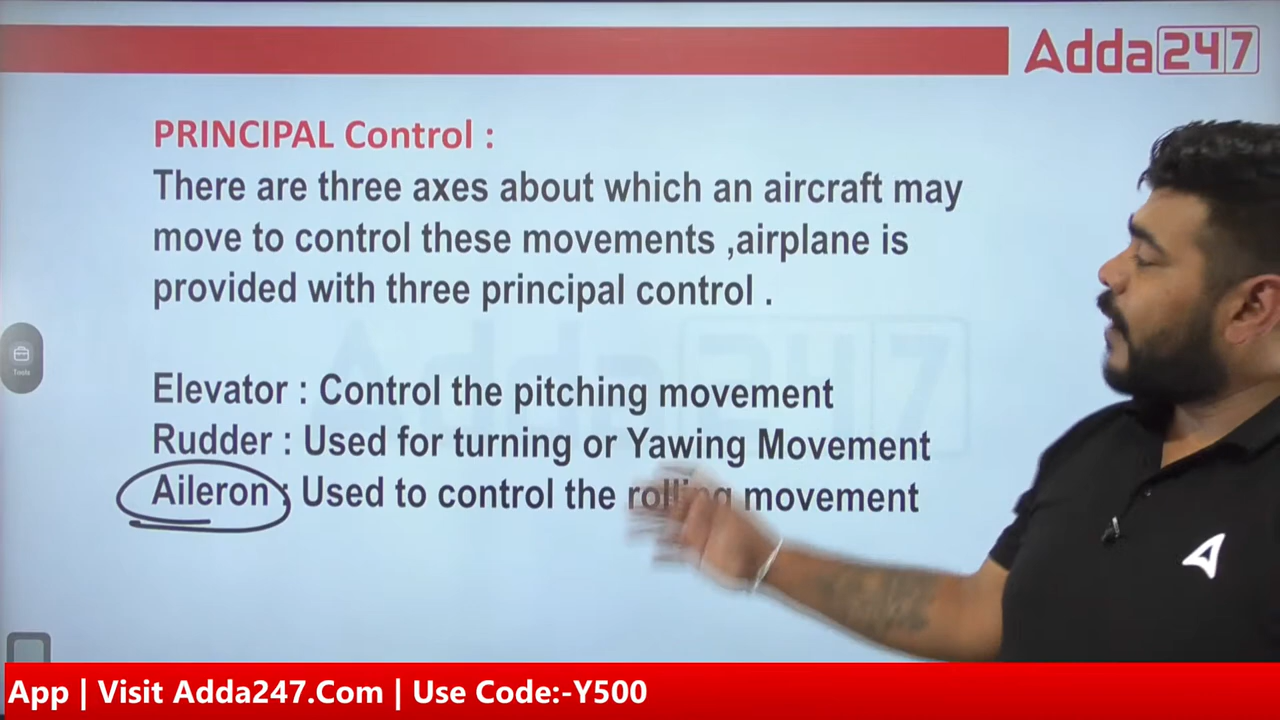 Adda247
PRINCIPAL Control :
There are three axes about which an aircraft may
move to control these movements ,airplane is
provided with three principal control .
Elevator : Control the pitching movement
Rudder : Used for turning or Yawing Movement
Aileron : Used to control the rolling movement
Tools
App | Visit Adda247.Com | Use Code:-Y500